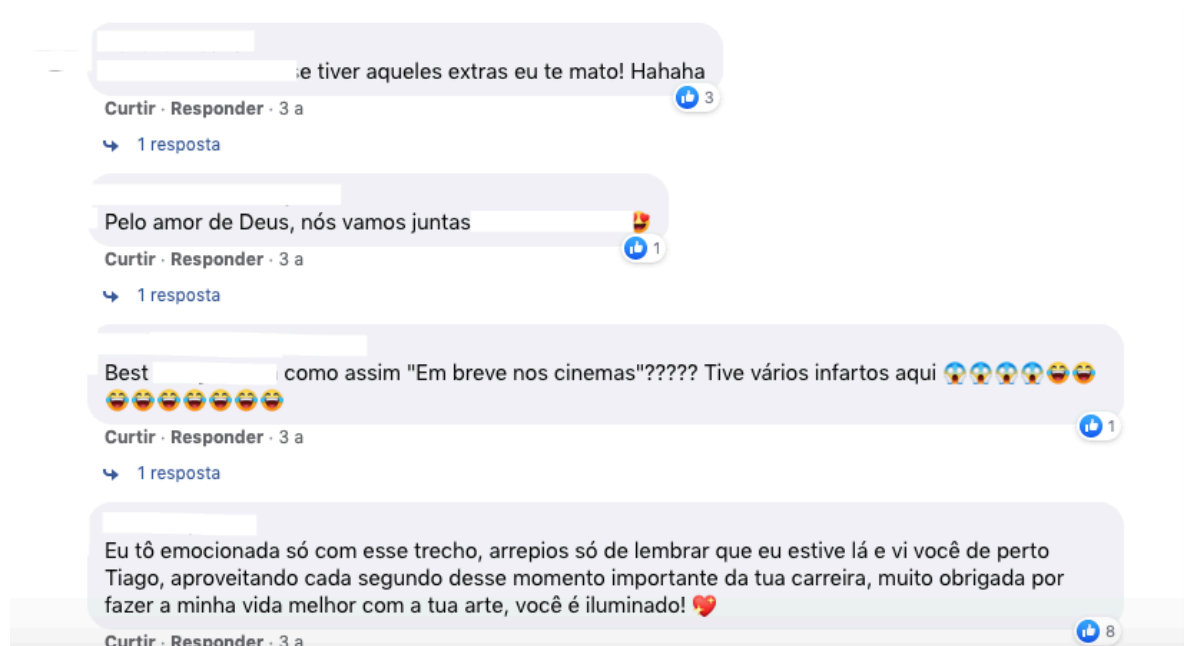 se tiver aqueles extras eu te mato! Hahaha
3
Curtir · Responder · 3 a
1 resposta
Pelo amor de Deus, nós vamos juntas 😍
1
Curtir · Responder · 3 a
1 resposta
Best como assim "Em breve nos cinemas"????? Tive vários infartos aqui 😱😱😱😱😂😂
😂😂😂😂😂😂😂
1
Curtir · Responder · 3 a
1 resposta
Eu tô emocionada só com esse trecho, arrepios só de lembrar que eu estive lá e vi você de perto
Tiago, aproveitando cada segundo desse momento importante da tua carreira, muito obrigada por
fazer a minha vida melhor com a tua arte, você é iluminado! 💖
8
Curtir · Responder · 3 a